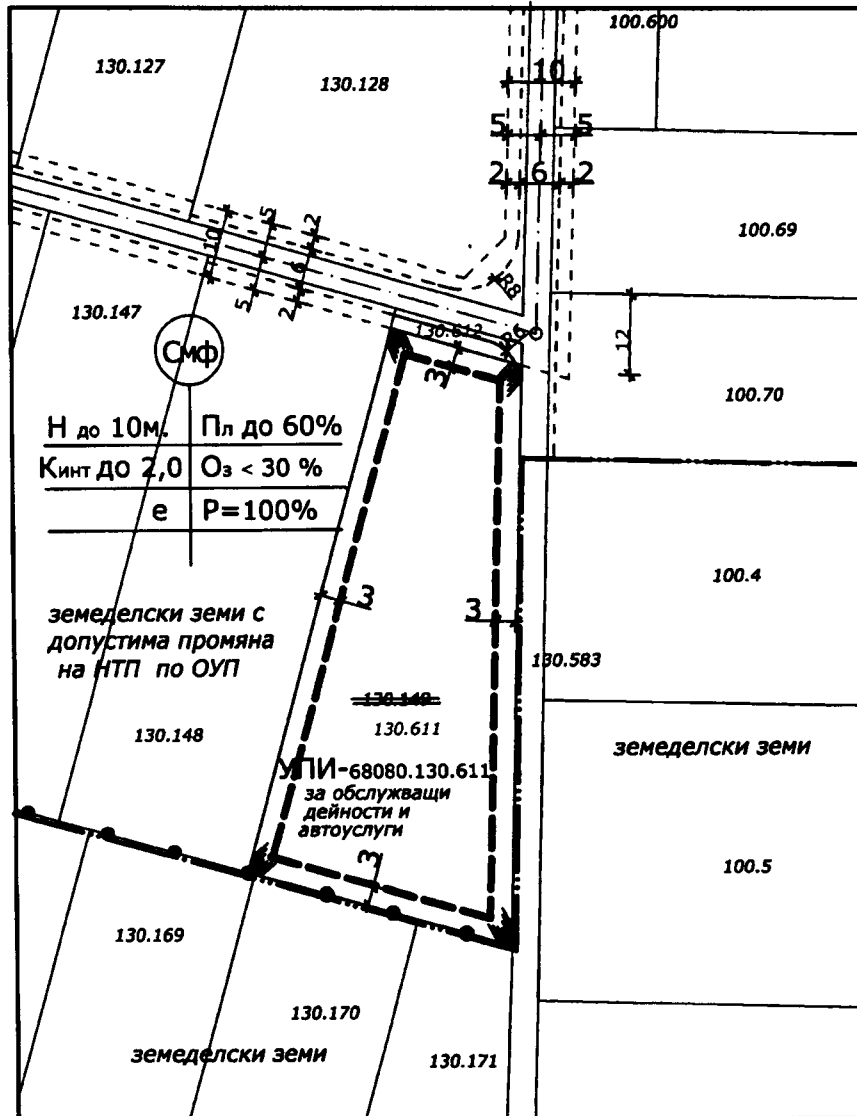 100.600
130.127
130.128
10
5 5
2 6 2
10
5
2
6
5
2
100.69
R8
130.147
130.612
R6
12
Смф
3
100.70
Н до 10м. Пл до 60%
Кинт до 2,0 Оз < 30 %
е Р=100%
100.4
3
3
земеделски земи с
допустима промяна
на НТП по ОУП
130.583
130.149
130.611
130.148
земеделски земи
УПИ-68080.130.611
за обслужващи
дейности и
автоуслуги
3
100.5
130.169
130.170
земеделски земи
130.171